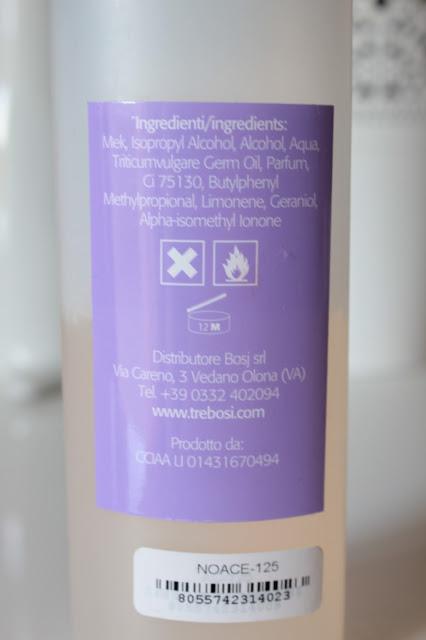 Ingredienti/ingredients:
Mek, Isopropyl Alcohol, Alcohol, Aqua,
Triticumvulgare Germ Oil, Parfum,
Ci 75130, Butylphenyl
Methylpropional, Limonene, Geraniol,
Alpha-isomethyl Ionone
12 M
Distributore Bosj srl
Via Careno, 3 Vedano Olona (VA)
Tel. +39 0332 402094
www.trebosi.com
Prodotto da:
CCIAA LI 01431670494
NOACE-125
8055742314023